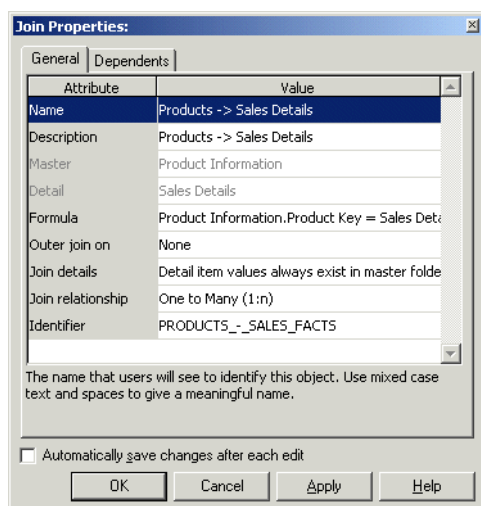 Join Properties:
General Dependents
Attribute Value
Name Products -> Sales Details
Description Products -> Sales Details
Master Product Information
Detail Sales Details
Formula Product Information.Product Key = Sales Deta
Outer join on None
Join details Detail item values always exist in master folde
Join relationship One to Many (1:n)
Identifier PRODUCTS_-_SALES_FACTS
The name that users will see to identify this object. Use mixed case
text and spaces to give a meaningful name.
Automatically save changes after each edit
OK Cancel Apply Help